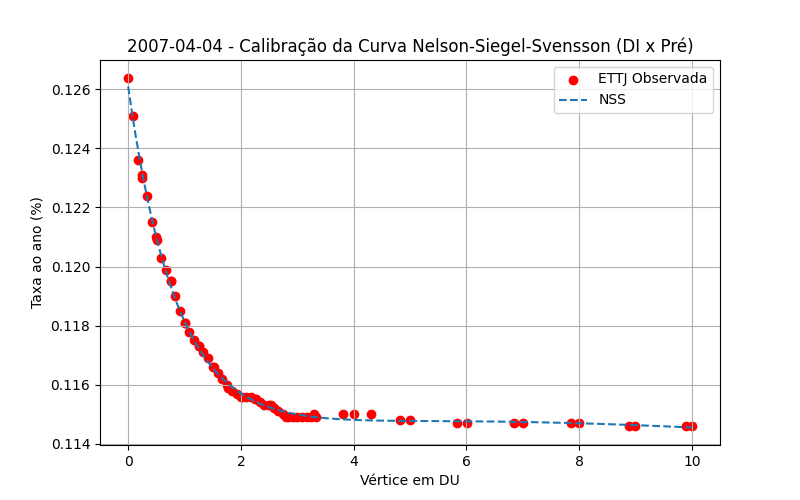 2007-04-04 - Calibração da Curva Nelson-Siegel-Svensson (DI x Pré)
ETTJ Observada
NSS
Taxa ao ano (%)
0.126
0.124
0.122
0.120
0.118
0.116
0.114
0 2 4 6 8 10
Vértice em DU